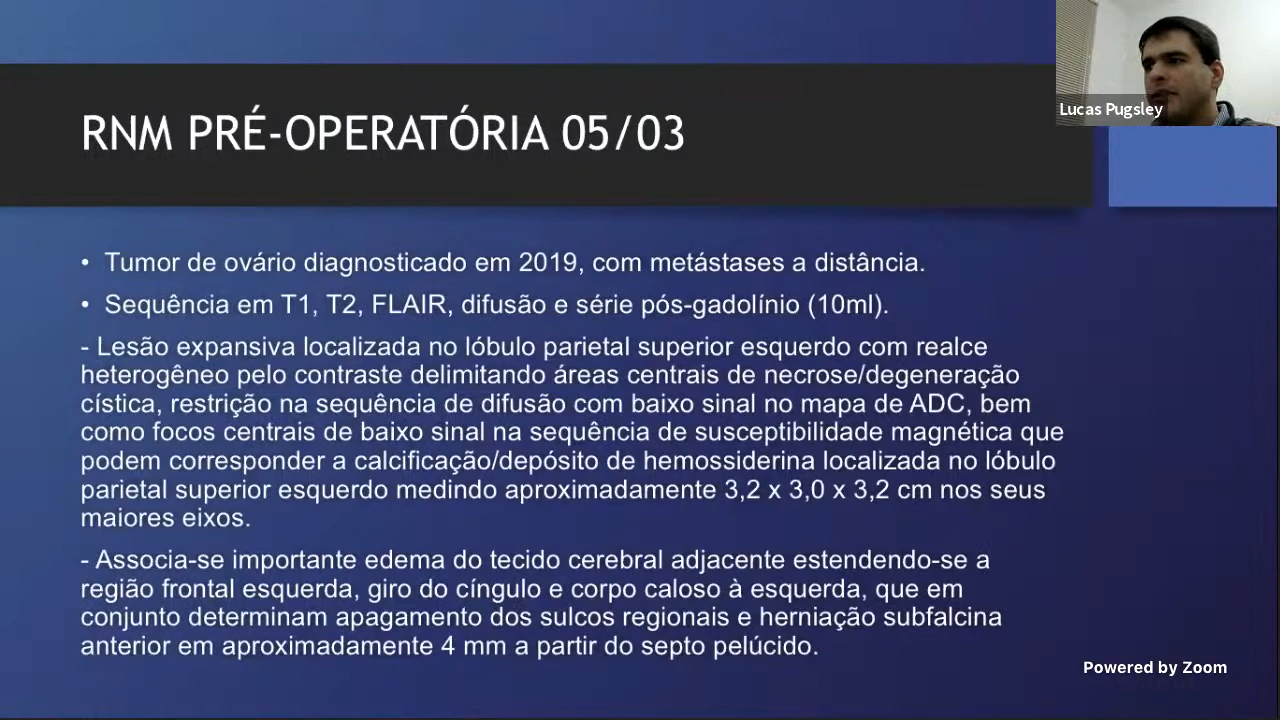 Lucas Pugsley
RNM PRÉ-OPERATÓRIA 05/03
• Tumor de ovário diagnosticado em 2019, com metástases a distância.
• Sequência em T1, T2, FLAIR, difusão e série pós-gadolínio (10ml).
- Lesão expansiva localizada no lóbulo parietal superior esquerdo com realce
heterogêneo pelo contraste delimitando áreas centrais de necrose/degeneração
cística, restrição na sequência de difusão com baixo sinal no mapa de ADC, bem
como focos centrais de baixo sinal na sequência de susceptibilidade magnética que
podem corresponder a calcificação/depósito de hemossiderina localizada no lóbulo
parietal superior esquerdo medindo aproximadamente 3,2 x 3,0 x 3,2 cm nos seus
maiores eixos.
- Associa-se importante edema do tecido cerebral adjacente estendendo-se a
região frontal esquerda, giro do cíngulo e corpo caloso à esquerda, que em
conjunto determinam apagamento dos sulcos regionais e herniação subfalcina
anterior em aproximadamente 4 mm a partir do septo pelúcido.
Powered by Zoom